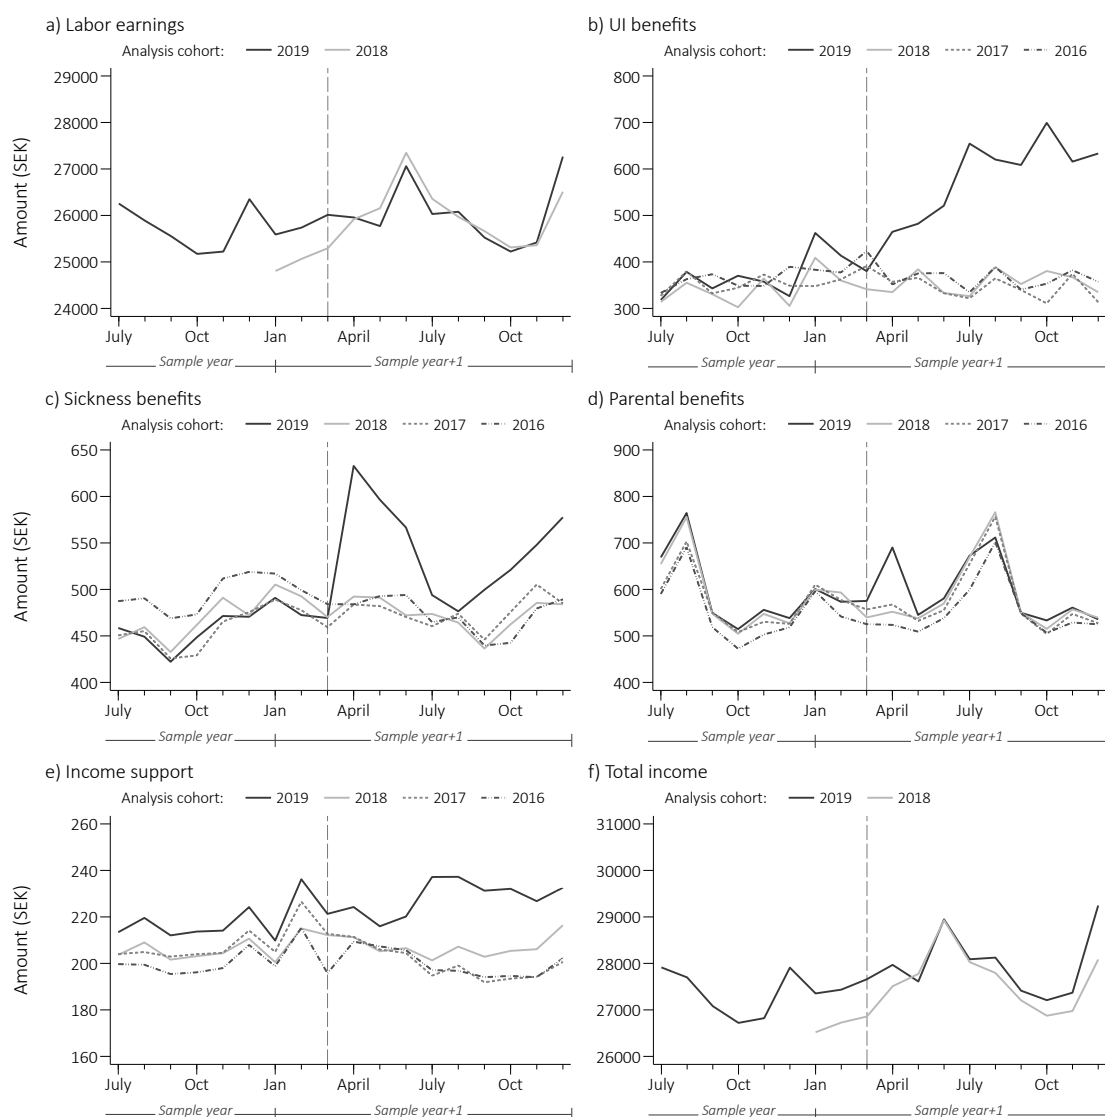 a) Labor earnings
Analysis cohort: 2019 2018
Amount (SEK)
29000
28000
27000
26000
25000
24000
July Oct Jan April July Oct
Sample year Sample year+1
b) UI benefits
Analysis cohort: 2019 2018 2017 2016
800
700
600
500
400
300
July Oct Jan April July Oct
Sample year Sample year+1
c) Sickness benefits
Analysis cohort: 2019 2018 2017 2016
Amount (SEK)
650
600
550
500
450
400
July Oct Jan April July Oct
Sample year Sample year+1
d) Parental benefits
Analysis cohort: 2019 2018 2017 2016
900
800
700
600
500
400
July Oct Jan April July Oct
Sample year Sample year+1
e) Income support
Analysis cohort: 2019 2018 2017 2016
Amount (SEK)
260
240
220
200
180
160
July Oct Jan April July Oct
Sample year Sample year+1
f) Total income
Analysis cohort: 2019 2018
31000
30000
29000
28000
27000
26000
July Oct Jan April July Oct
Sample year Sample year+1